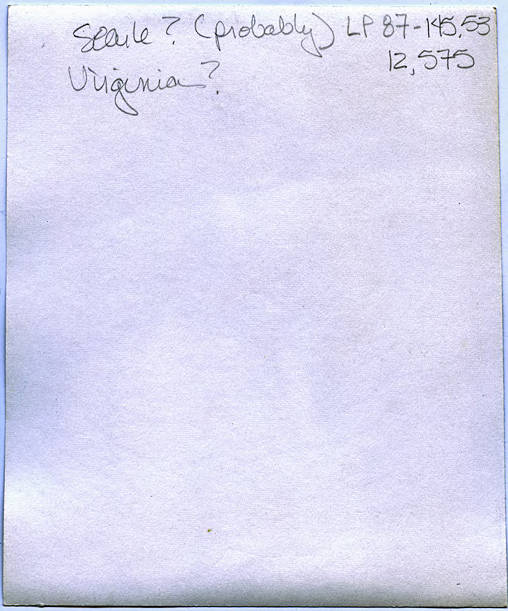 Searle? (probably) LP 87-145.53
12,575
Virginia?